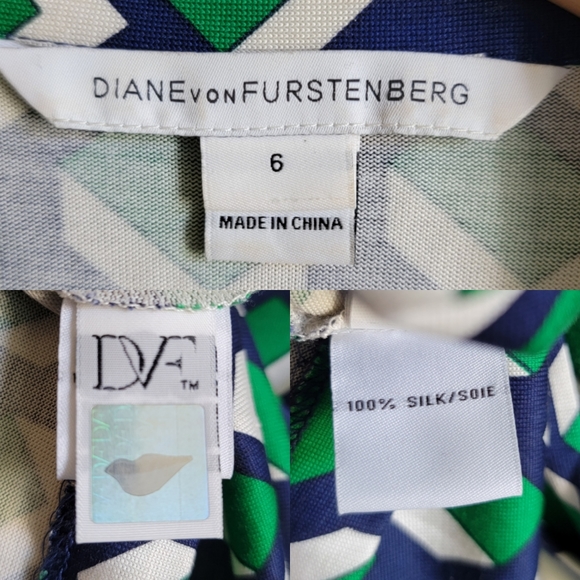 DIANE VON FURSTENBERG
6
MADE IN CHINA
DVF™
100% SILK/SOIE